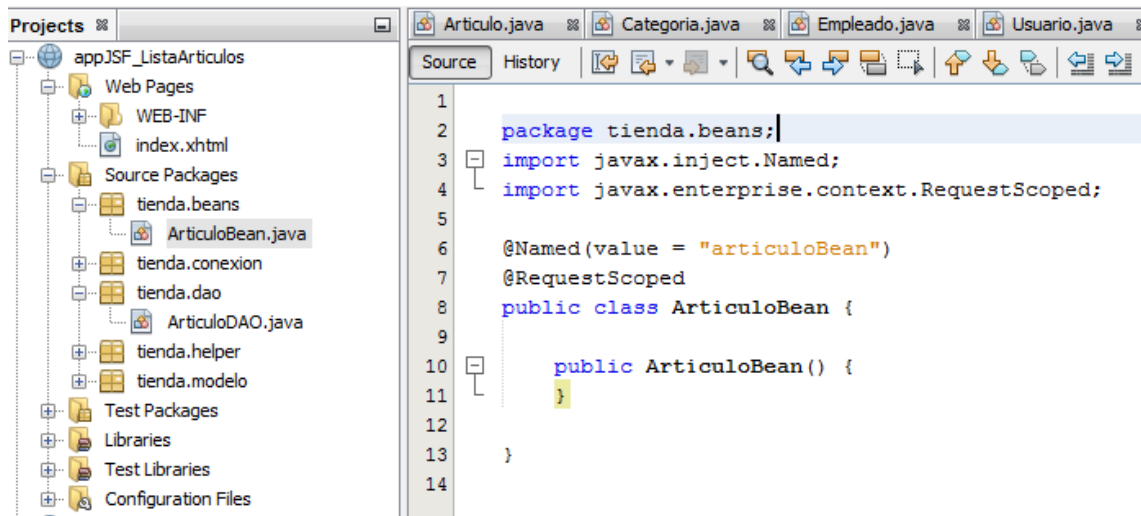 Projects
appJSF_ListaArticulos
Web Pages
WEB-INF
index.xhtml
Source Packages
tienda.beans
ArticuloBean.java
tienda.conexion
tienda.dao
ArticuloDAO.java
tienda.helper
tienda.modelo
Test Packages
Libraries
Test Libraries
Configuration Files
Articulo.java Categoria.java Empleado.java Usuario.java
Source History
1
2 package tienda.beans;
3 import javax.inject.Named;
4 import javax.enterprise.context.RequestScoped;
5
6 @Named(value = "articuloBean")
7 @RequestScoped
8 public class ArticuloBean {
9
10 public ArticuloBean() {
11 }
12
13 }
14